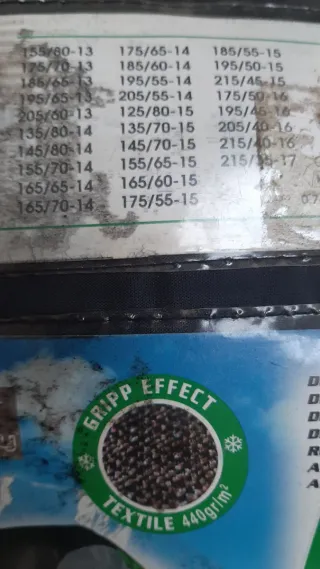 155/80-13 175/65-14 185/55-15
175/70-13 185/60-14 195/50-15
185/65-13 195/55-14 215/45-15
195/65-13 205/55-14 175/50-16
205/60-13 125/80-15 195/45-16
135/80-14 135/70-15 205/40-16
145/80-14 145/70-15 215/40-16
155/70-14 155/65-15
165/65-14 165/60-15
165/70-14 175/55-15
GRIPP EFFECT
TEXTILE 440gr/m²